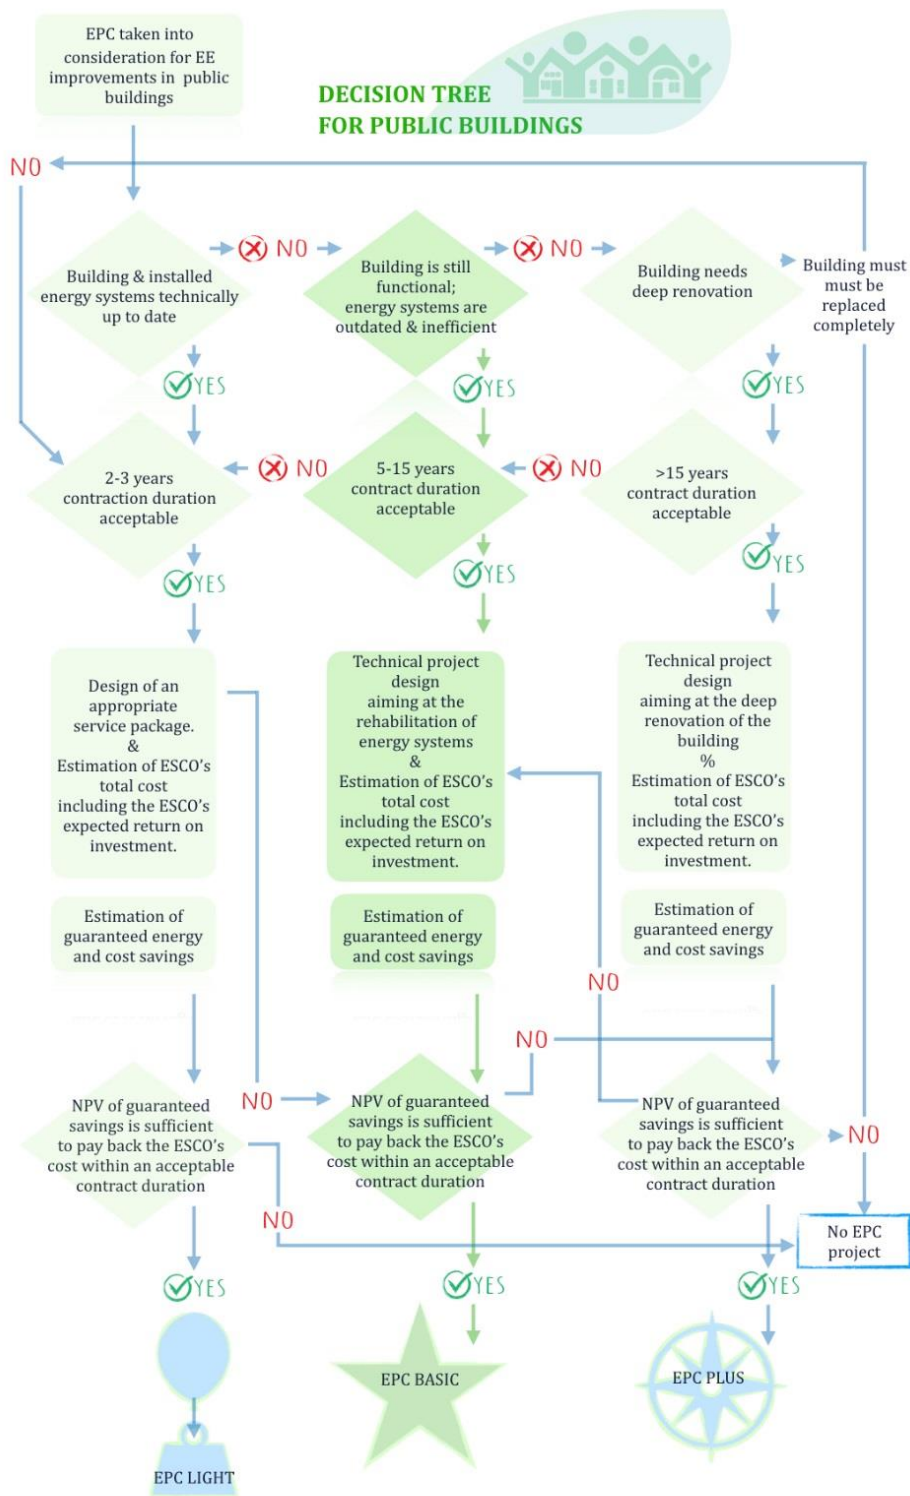 EPC taken into
consideration for EE
improvements in public
buildings
DECISION TREE
FOR PUBLIC BUILDINGS
NO
Building & installed
energy systems technically
up to date
NO
Building is still
functional;
energy systems are
outdated & inefficient
NO
Building needs
deep renovation
Building must
must be
replaced
completely
YES
YES
YES
2-3 years
contraction duration
acceptable
NO
5-15 years
contract duration
acceptable
NO
>15 years
contract duration
acceptable
YES
YES
YES
Design of an
appropriate
service package.
&
Estimation of ESCO's
total cost
including the ESCO's
expected return on
investment.
Technical project
design
aiming at the
rehabilitation of
energy systems
&
Estimation of ESCO's
total cost
including the ESCO's
expected return on
investment.
Technical project
design
aiming at the deep
renovation of the
building
%
Estimation of ESCO's
total cost
including the ESCO's
expected return on
investment.
Estimation of
guaranteed energy
and cost savings
Estimation of
guaranteed energy
and cost savings
Estimation of
guaranteed energy
and cost savings
NO
NO
NPV of guaranteed
savings is sufficient
to pay back the ESCO's
cost within an acceptable
contract duration
NO
NPV of guaranteed
savings is sufficient
to pay back the ESCO's
cost within an acceptable
contract duration
NPV of guaranteed
savings is sufficient
to pay back the ESCO's
cost within an acceptable
contract duration
NO
NO
No EPC
project
YES
YES
YES
EPC LIGHT
EPC BASIC
EPC PLUS